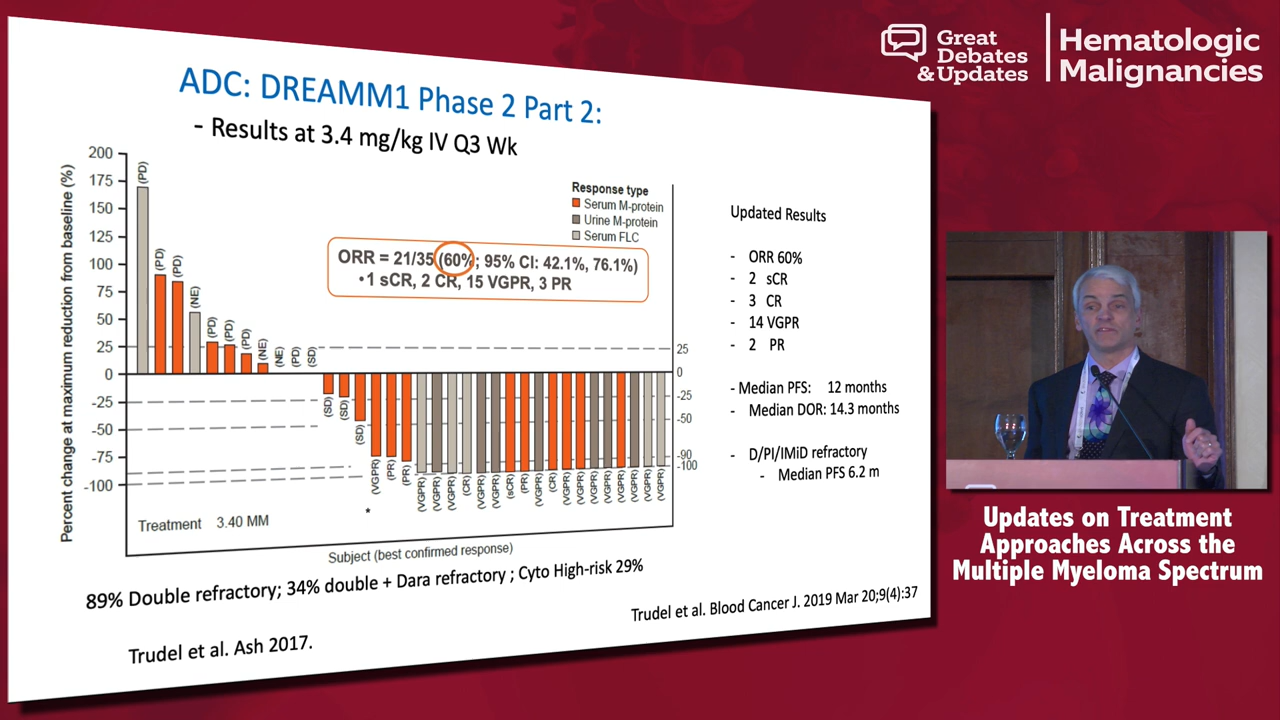 Great Debates & Updates
Hematologic Malignancies
ADC: DREAMM1 Phase 2 Part 2:
- Results at 3.4 mg/kg IV Q3 Wk
Percent change at maximum reduction from baseline (%)
200
175
150
125
100
75
50
25
0
-25
-50
-75
-100
(PD)
(PD)
(PD)
(NE)
(PD)
(PD)
(PD)
(NE)
(NE)
(PD)
(SD)
(SD)
(SD)
(SD)
(VGPR)
(PR)
(PR)
(VGPR)
(VGPR)
(VGPR)
(CR)
(VGPR)
(VGPR)
(sCR)
(PR)
(VGPR)
(CR)
(VGPR)
(VGPR)
(VGPR)
(VGPR)
(VGPR)
(VGPR)
(VGPR)
(VGPR)
Response type
Serum M-protein
Urine M-protein
Serum FLC
ORR = 21/35 (60%; 95% CI: 42.1%, 76.1%)
•1 sCR, 2 CR, 15 VGPR, 3 PR
25
0
-25
-50
-90
-100
*
Treatment 3.40 MM
Subject (best confirmed response)
89% Double refractory; 34% double + Dara refractory ; Cyto High-risk 29%
Trudel et al. Ash 2017.
Updated Results
- ORR 60%
- 2 sCR
- 3 CR
- 14 VGPR
- 2 PR
- Median PFS: 12 months
- Median DOR: 14.3 months
- D/PI/IMiD refractory
- Median PFS 6.2 m
Trudel et al. Blood Cancer J. 2019 Mar 20;9(4):37
Updates on Treatment
Approaches Across the
Multiple Myeloma Spectrum